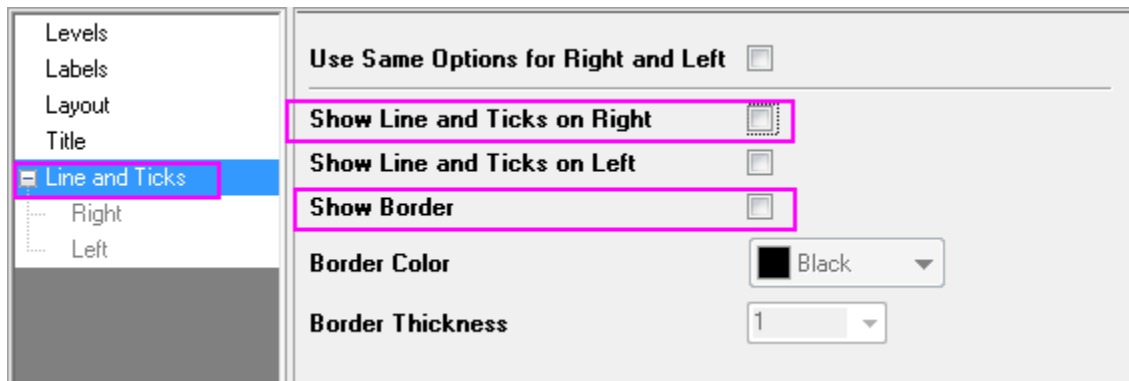 Levels
Labels
Layout
Title
Line and Ticks
Right
Left
Use Same Options for Right and Left
Show Line and Ticks on Right
Show Line and Ticks on Left
Show Border
Border Color
Black
Border Thickness
1